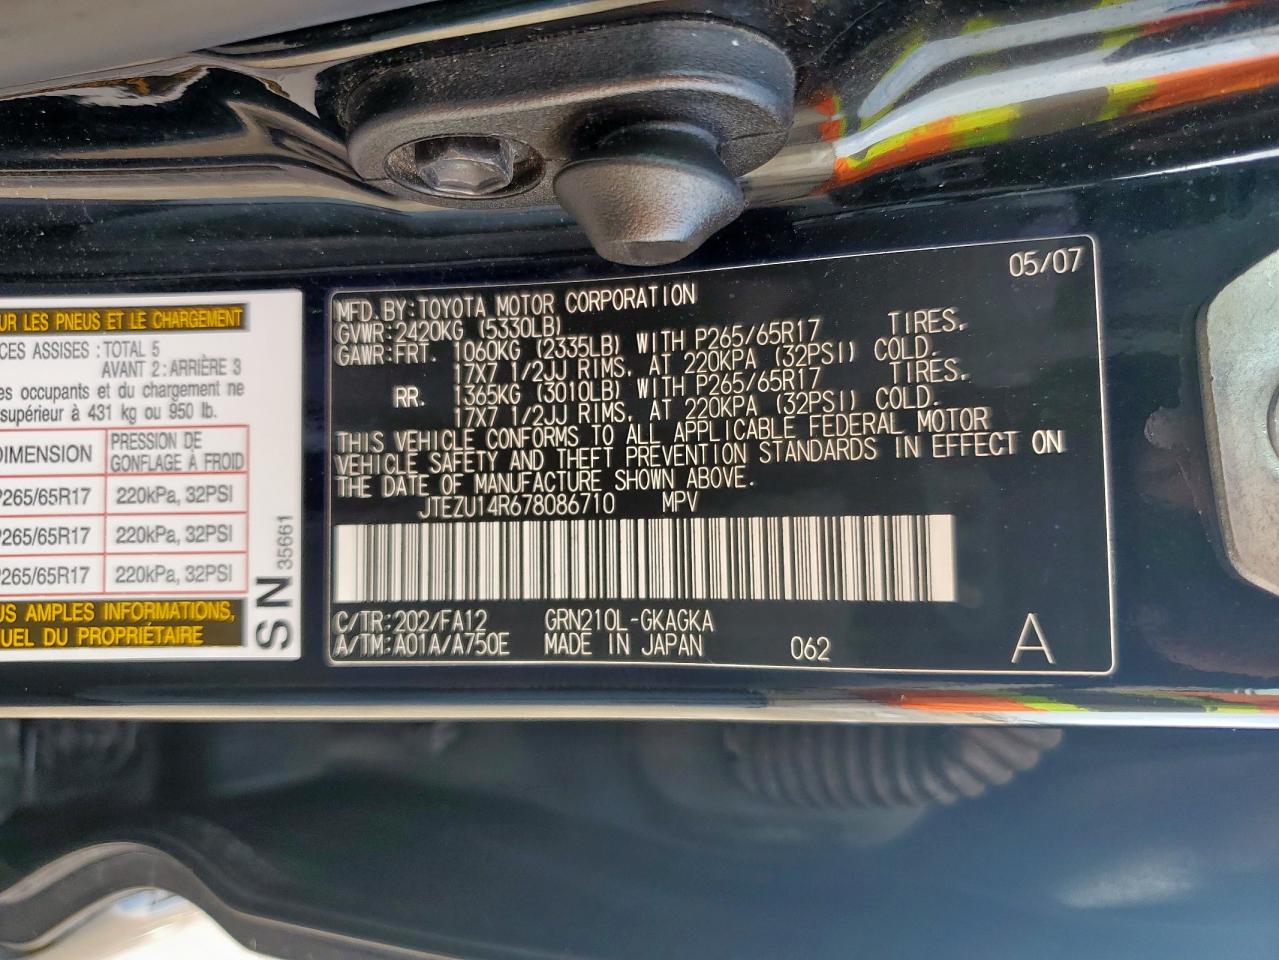 UR LES PNEUS ET LE CHARGEMENT
CES ASSISES : TOTAL 5
AVANT 2 : ARRIÈRE 3
es occupants et du chargement ne
supérieur à 431 kg ou 950 lb.
DIMENSION PRESSION DE GONFLAGE À FROID
P265/65R17 220kPa, 32PSI
P265/65R17 220kPa, 32PSI
P265/65R17 220kPa, 32PSI
US AMPLES INFORMATIONS,
UEL DU PROPRIÉTAIRE
SN 35661
05/07
MFD. BY: TOYOTA MOTOR CORPORATION
GVWR: 2420KG (5330LB)
GAWR: FRT. 1060KG (2335LB) WITH P265/65R17 TIRES,
17X7 1/2JJ RIMS, AT 220KPA (32PSI) COLD.
RR. 1365KG (3010LB) WITH P265/65R17 TIRES,
17X7 1/2JJ RIMS, AT 220KPA (32PSI) COLD.
THIS VEHICLE CONFORMS TO ALL APPLICABLE FEDERAL MOTOR
VEHICLE SAFETY AND THEFT PREVENTION STANDARDS IN EFFECT ON
THE DATE OF MANUFACTURE SHOWN ABOVE.
JTEZU14R678086710 MPV
C/TR: 202/FA12 GRN210L-GKAGKA
A/TM: A01A/A750E MADE IN JAPAN 062 A